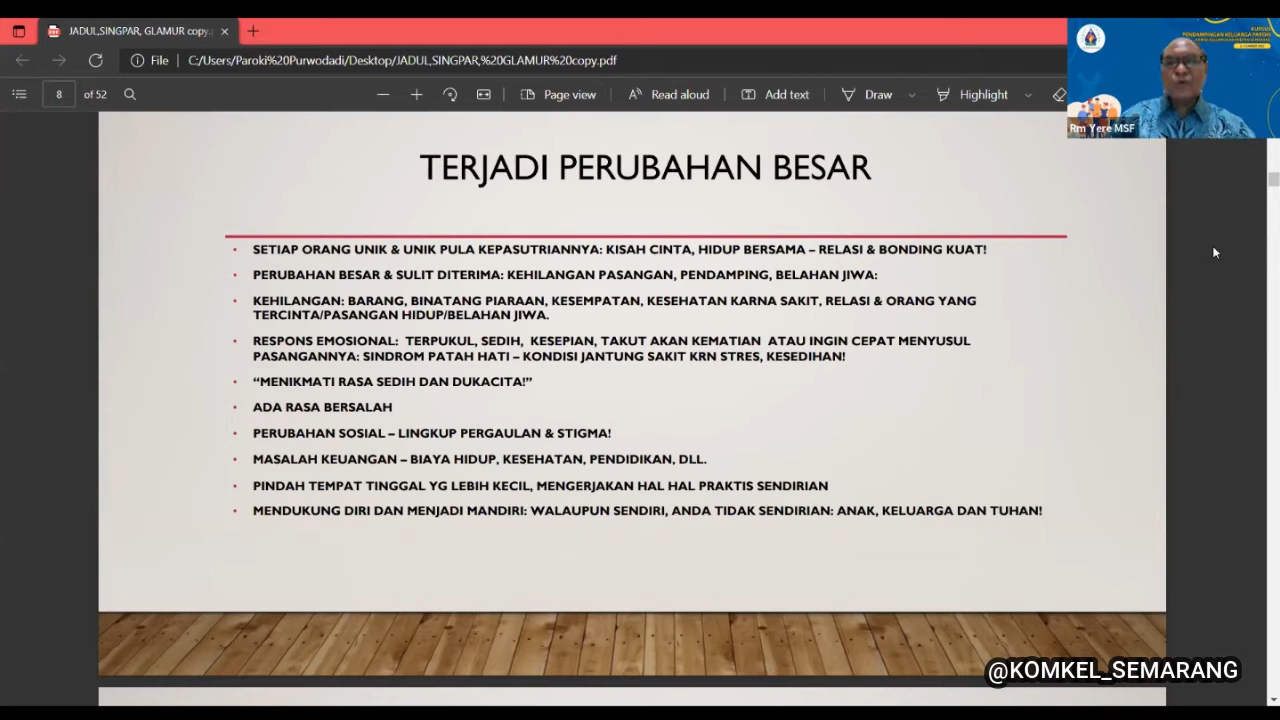 JADUL,SINGPAR, GLAMUR copy.
File
C:/Users/Paroki%20Purwodadi/Desktop/JADUL,SINGPAR,%20GLAMUR%20copy.pdf
8 of 52
Page view
Read aloud
Add text
Draw
Highlight
KURSUS
PENDAMPINGAN KELUARGA PAROKI
Rm Yere MSF
TERJADI PERUBAHAN BESAR
• SETIAP ORANG UNIK & UNIK PULA KEPASUTRIANNYA: KISAH CINTA, HIDUP BERSAMA – RELASI & BONDING KUAT!
• PERUBAHAN BESAR & SULIT DITERIMA: KEHILANGAN PASANGAN, PENDAMPING, BELAHAN JIWA:
• KEHILANGAN: BARANG, BINATANG PIARAAN, KESEMPATAN, KESEHATAN KARNA SAKIT, RELASI & ORANG YANG
TERCINTA/PASANGAN HIDUP/BELAHAN JIWA.
• RESPONS EMOSIONAL: TERPUKUL, SEDIH, KESEPIAN, TAKUT AKAN KEMATIAN ATAU INGIN CEPAT MENYUSUL
PASANGANNYA: SINDROM PATAH HATI – KONDISI JANTUNG SAKIT KRN STRES, KESEDIHAN!
• “MENIKMATI RASA SEDIH DAN DUKACITA!”
• ADA RASA BERSALAH
• PERUBAHAN SOSIAL – LINGKUP PERGAULAN & STIGMA!
• MASALAH KEUANGAN – BIAYA HIDUP, KESEHATAN, PENDIDIKAN, DLL.
• PINDAH TEMPAT TINGGAL YG LEBIH KECIL, MENGERJAKAN HAL HAL PRAKTIS SENDIRIAN
• MENDUKUNG DIRI DAN MENJADI MANDIRI: WALAUPUN SENDIRI, ANDA TIDAK SENDIRIAN: ANAK, KELUARGA DAN TUHAN!
@KOMKEL_SEMARANG